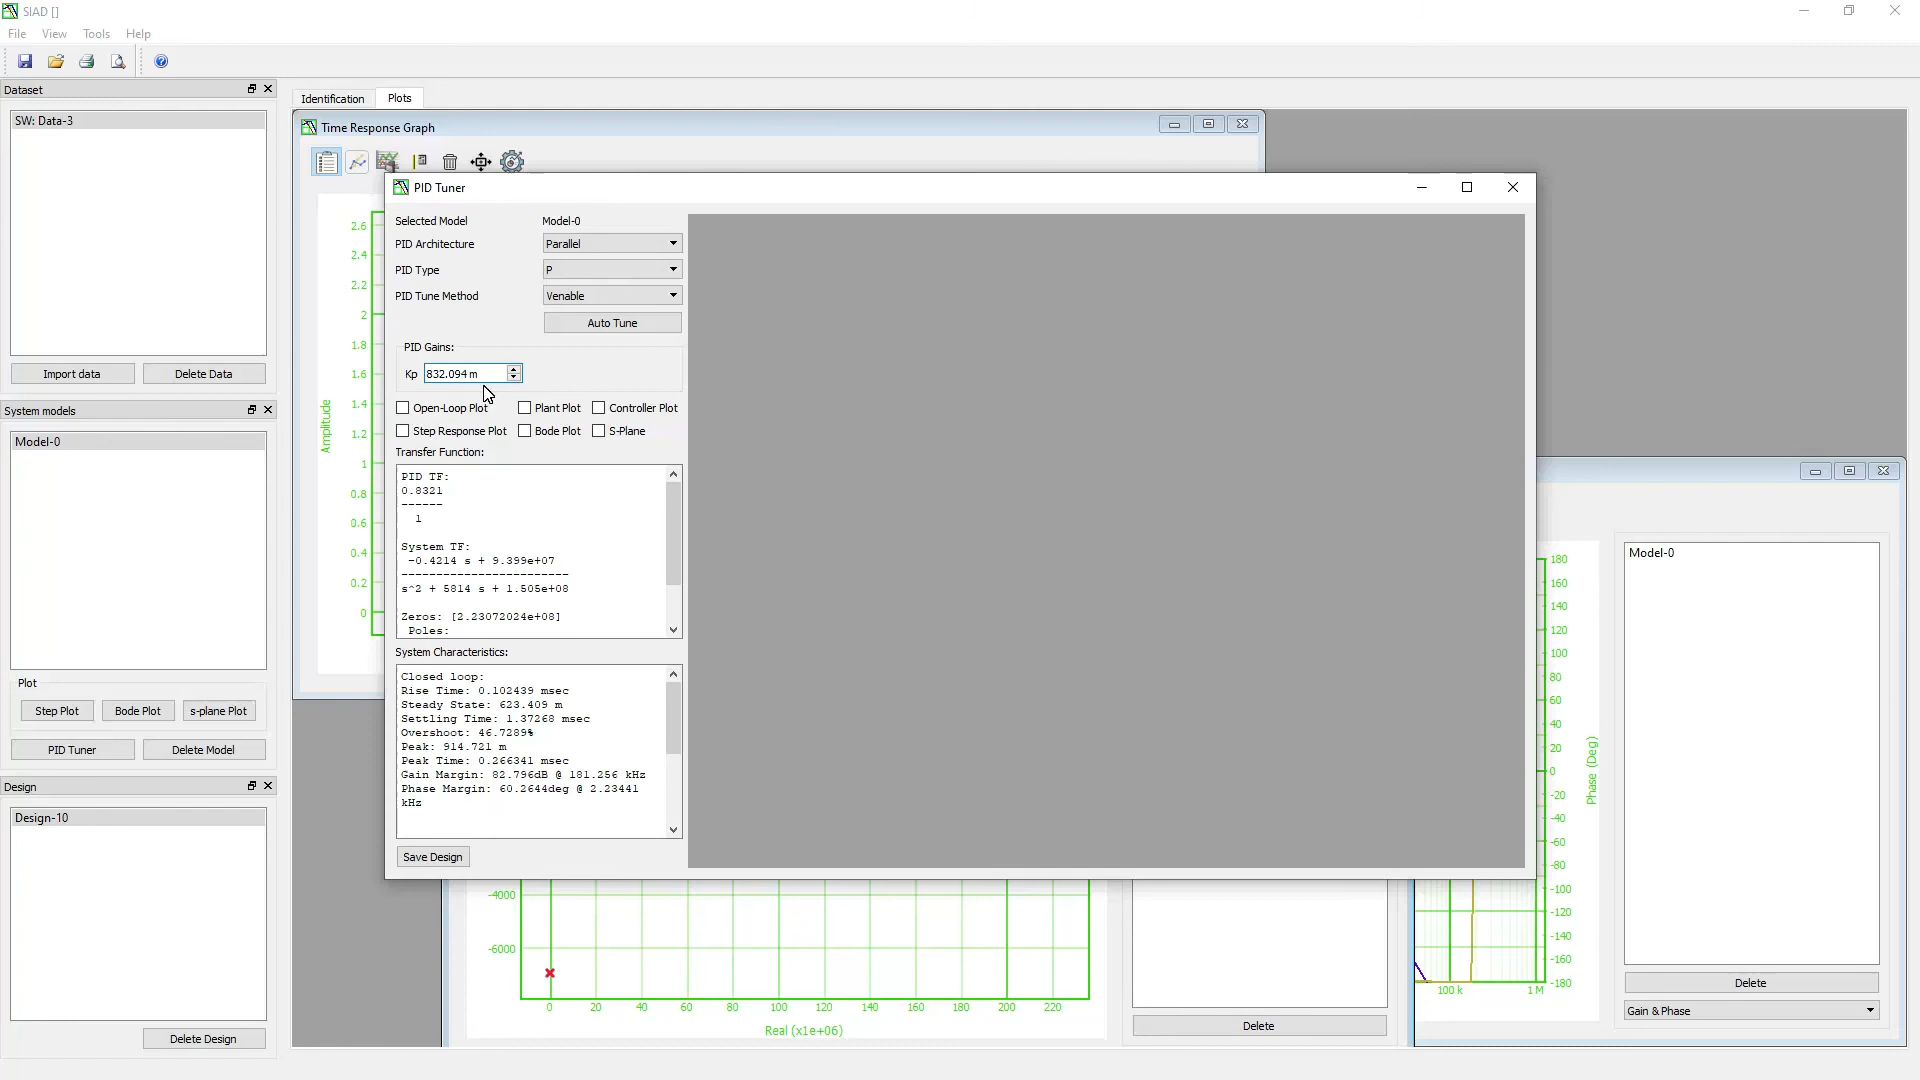 SIAD []
File View Tools Help
Dataset
SW: Data-3
Import data Delete Data
System models
Model-0
Plot
Step Plot Bode Plot s-plane Plot
PID Tuner Delete Model
Design
Design-10
Delete Design
Identification Plots
Time Response Graph
2.6
2.4
2.2
2
1.8
1.6
1.4
1.2
1
0.8
0.6
0.4
0.2
0
Amplitude
PID Tuner
Selected Model Model-0
PID Architecture Parallel
PID Type P
PID Tune Method Venable
Auto Tune
PID Gains:
Kp 832.094 m
Open-Loop Plot Plant Plot Controller Plot
Step Response Plot Bode Plot S-Plane
Transfer Function:
PID TF:
0.8321
------
1
System TF:
-0.4214 s + 9.399e+07
------------------------
s^2 + 5814 s + 1.505e+08
Zeros: [2.23072024e+08]
Poles:
System Characteristics:
Closed loop:
Rise Time: 0.102439 msec
Steady State: 623.409 m
Settling Time: 1.37268 msec
Overshoot: 46.7289%
Peak: 914.721 m
Peak Time: 0.266341 msec
Gain Margin: 82.796dB @ 181.256 kHz
Phase Margin: 60.2644deg @ 2.23441
kHz
Save Design
-4000
-6000
0 20 40 60 80 100 120 140 160 180 200 220
Real (x1e+06)
Delete
180
160
140
120
100
80
60
40
20
0
-20
-40
-60
-80
-100
-120
-140
-160
-180
Phase (Deg)
100 k 1 M
Model-0
Delete
Gain & Phase